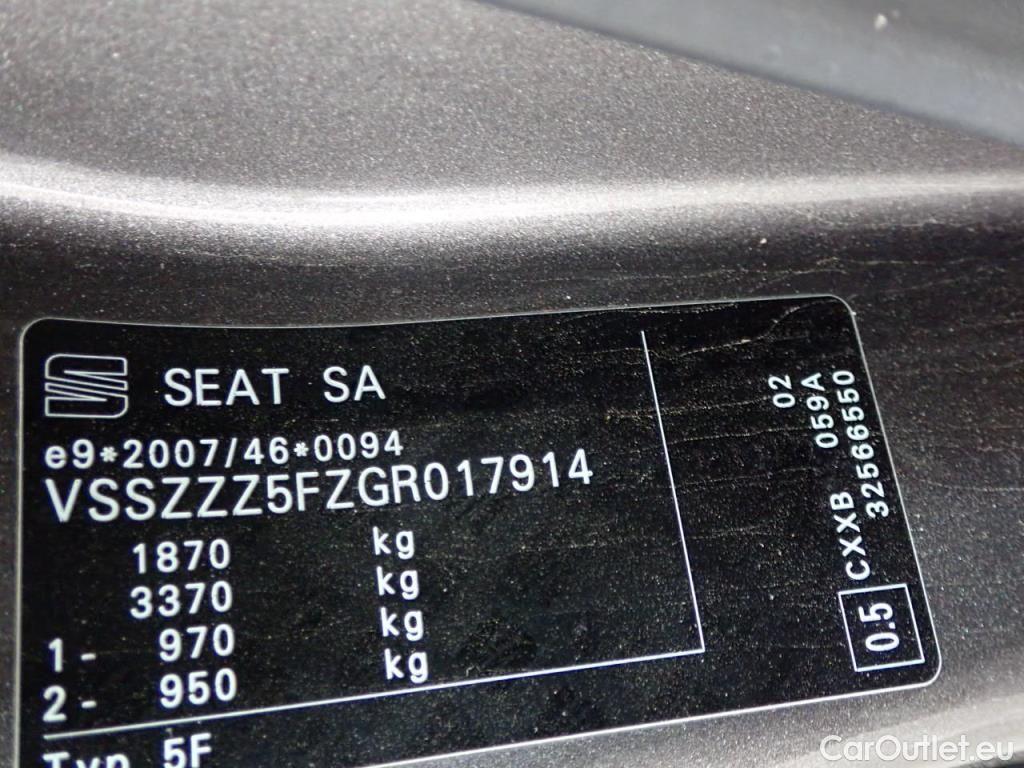 SEAT SA
e9*2007/46*0094
VSSZZZ5FZGR017914
1870 kg
3370 kg
1- 970 kg
2- 950 kg
Typ 5F
0.5
CXXB 059A 02
32566550
CarOutlet.eu